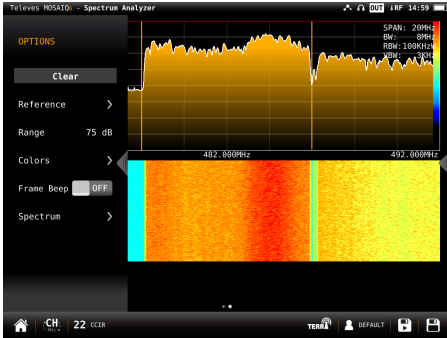 Televes MOSAIQ6 - Spectrum Analyzer
OUT ↓RF 14:59
OPTIONS
Clear
Reference >
Range 75 dB
Colors >
Frame Beep OFF
Spectrum >
SPAN: 20MHz
BW: 8MHz
RBW:100KHz
VBW: 3KHz
482.000MHz 492.000MHz
CH
MHz
22 CCIR
TERR
DEFAULT